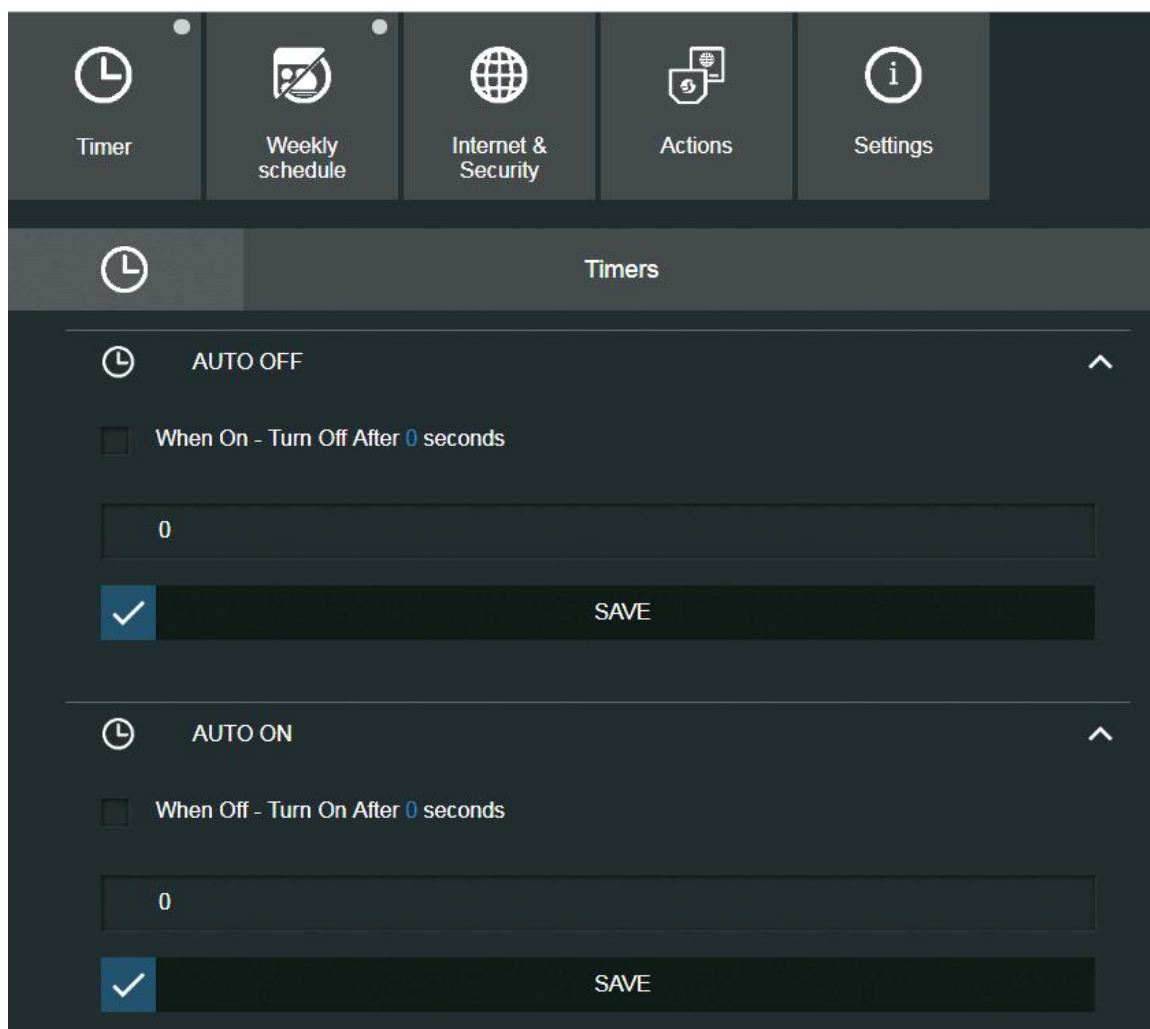 Timer
Weekly
schedule
Internet &
Security
Actions
Settings
Timers
AUTO OFF
When On - Turn Off After 0 seconds
0
SAVE
AUTO ON
When Off - Turn On After 0 seconds
0
SAVE